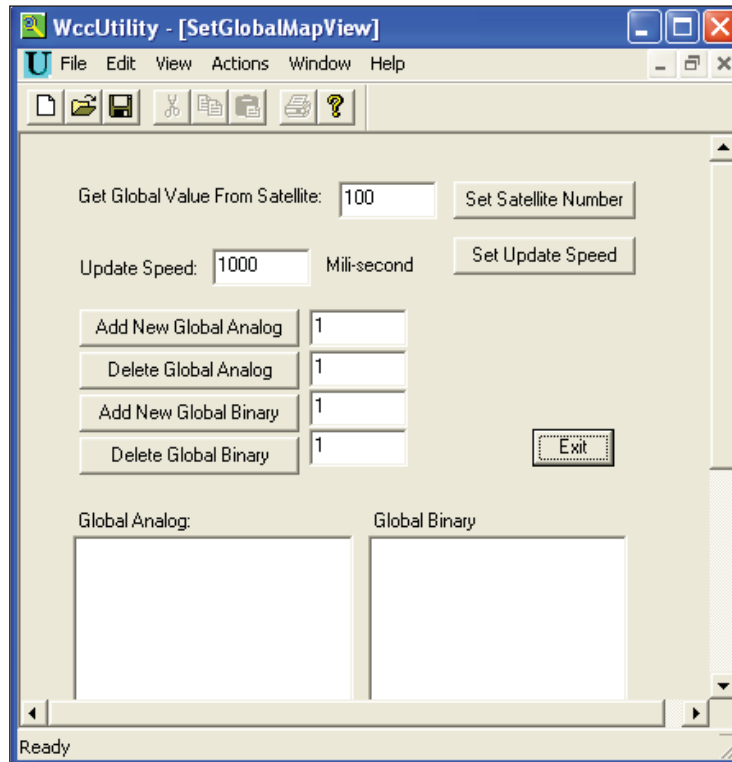 WccUtility - [SetGlobalMapView]
U File Edit View Actions Window Help
Get Global Value From Satellite: 100 Set Satellite Number
Update Speed: 1000 Mili-second Set Update Speed
Add New Global Analog 1
Delete Global Analog 1
Add New Global Binary 1
Delete Global Binary 1
Exit
Global Analog: Global Binary
Ready